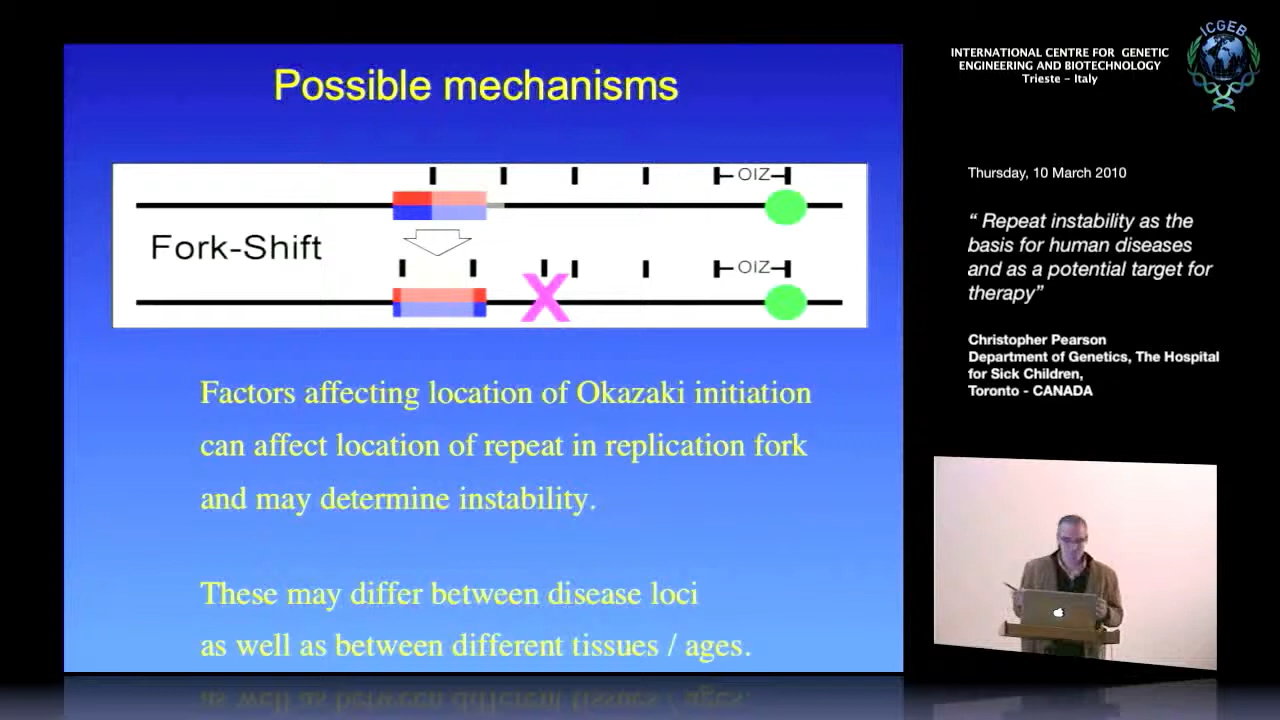 Possible mechanisms
OIZ
Fork-Shift
OIZ
X
Factors affecting location of Okazaki initiation
can affect location of repeat in replication fork
and may determine instability.
These may differ between disease loci
as well as between different tissues / ages.
INTERNATIONAL CENTRE FOR GENETIC
ENGINEERING AND BIOTECHNOLOGY
Trieste - Italy
ICGEB
Thursday, 10 March 2010
“ Repeat instability as the
basis for human diseases
and as a potential target for
therapy”
Christopher Pearson
Department of Genetics, The Hospital
for Sick Children,
Toronto - CANADA